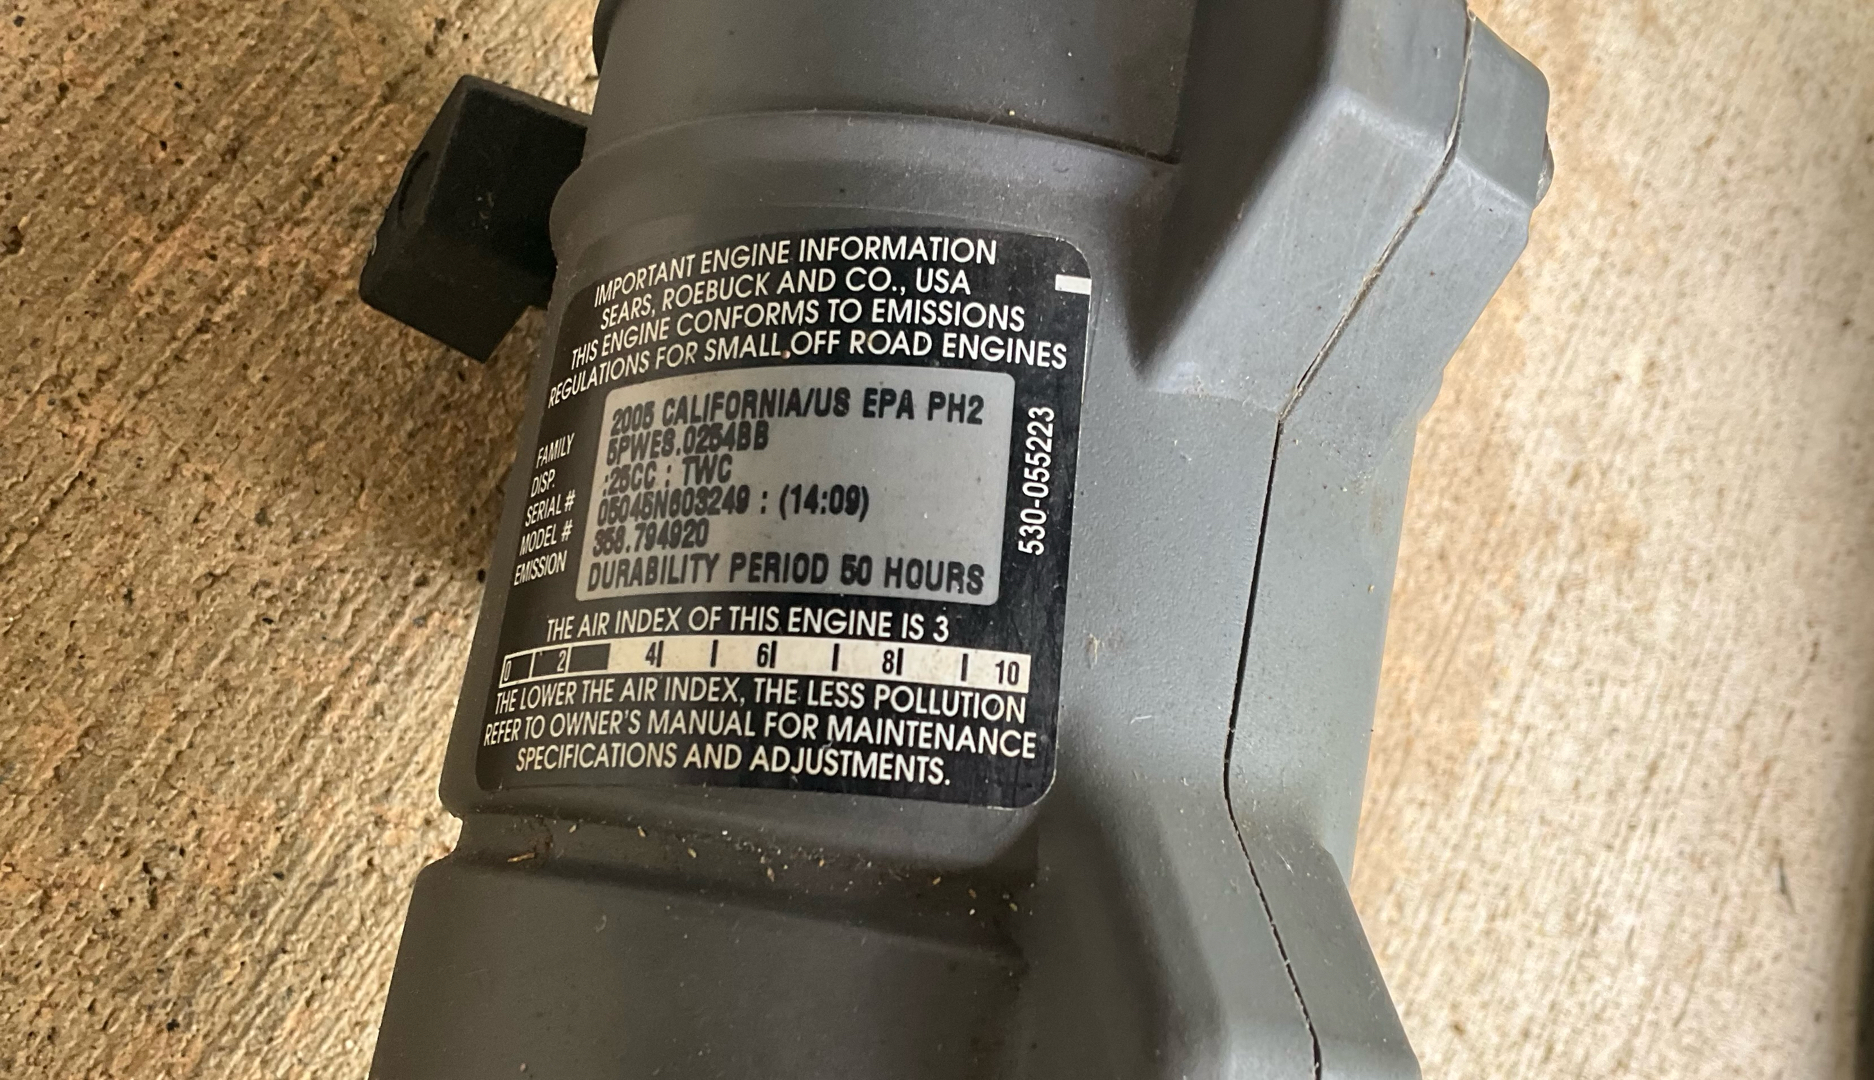 IMPORTANT ENGINE INFORMATION
SEARS, ROEBUCK AND CO., USA
THIS ENGINE CONFORMS TO EMISSIONS
REGULATIONS FOR SMALL OFF ROAD ENGINES
2005 CALIFORNIA/US EPA PH2
FAMILY 5PWES.0254BB
DISP. :25CC : TWC
SERIAL # 05045N603249 : (14:09)
MODEL # 358.794920
EMISSION DURABILITY PERIOD 50 HOURS
530-055223
THE AIR INDEX OF THIS ENGINE IS 3
0 2 4 6 8 10
THE LOWER THE AIR INDEX, THE LESS POLLUTION
REFER TO OWNER'S MANUAL FOR MAINTENANCE
SPECIFICATIONS AND ADJUSTMENTS.